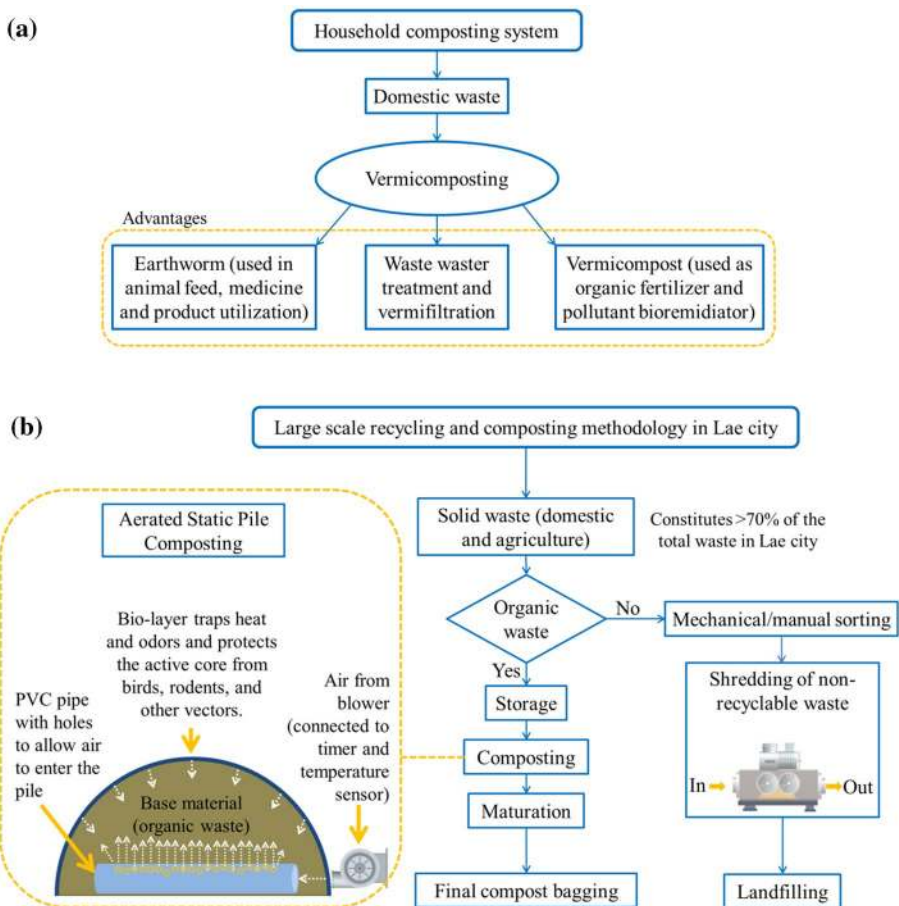 (a)
Household composting system
Domestic waste
Vermicomposting
Advantages
Earthworm (used in
animal feed, medicine
and product utilization)
Waste waster
treatment and
vermifiltration
Vermicompost (used as
organic fertilizer and
pollutant bioremidiator)
(b)
Large scale recycling and composting methodology in Lae city
Aerated Static Pile
Composting
Bio-layer traps heat
and odors and protects
the active core from
birds, rodents, and
other vectors.
PVC pipe
with holes
to allow air
to enter the
pile
Air from
blower
(connected to
timer and
temperature
sensor)
Base material
(organic waste)
Solid waste (domestic
and agriculture)
Constitutes >70% of the
total waste in Lae city
Organic
waste
No
Mechanical/manual sorting
Yes
Storage
Composting
Maturation
Final compost bagging
Shredding of non-
recyclable waste
In
Out
Landfilling